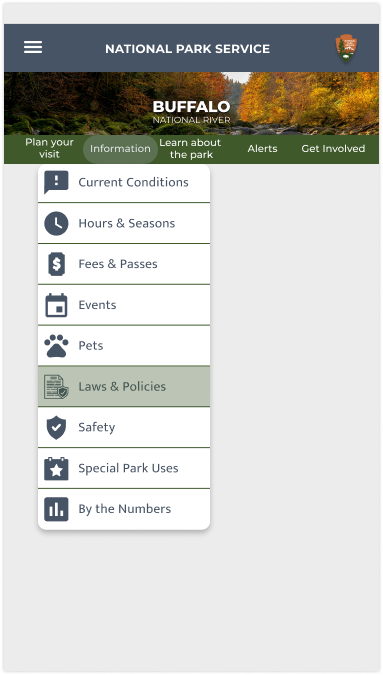 NATIONAL PARK SERVICE
BUFFALO
NATIONAL RIVER
Plan your
visit
Information
Learn about
the park
Alerts
Get Involved
Current Conditions
Hours & Seasons
Fees & Passes
Events
Pets
Laws & Policies
Safety
Special Park Uses
By the Numbers